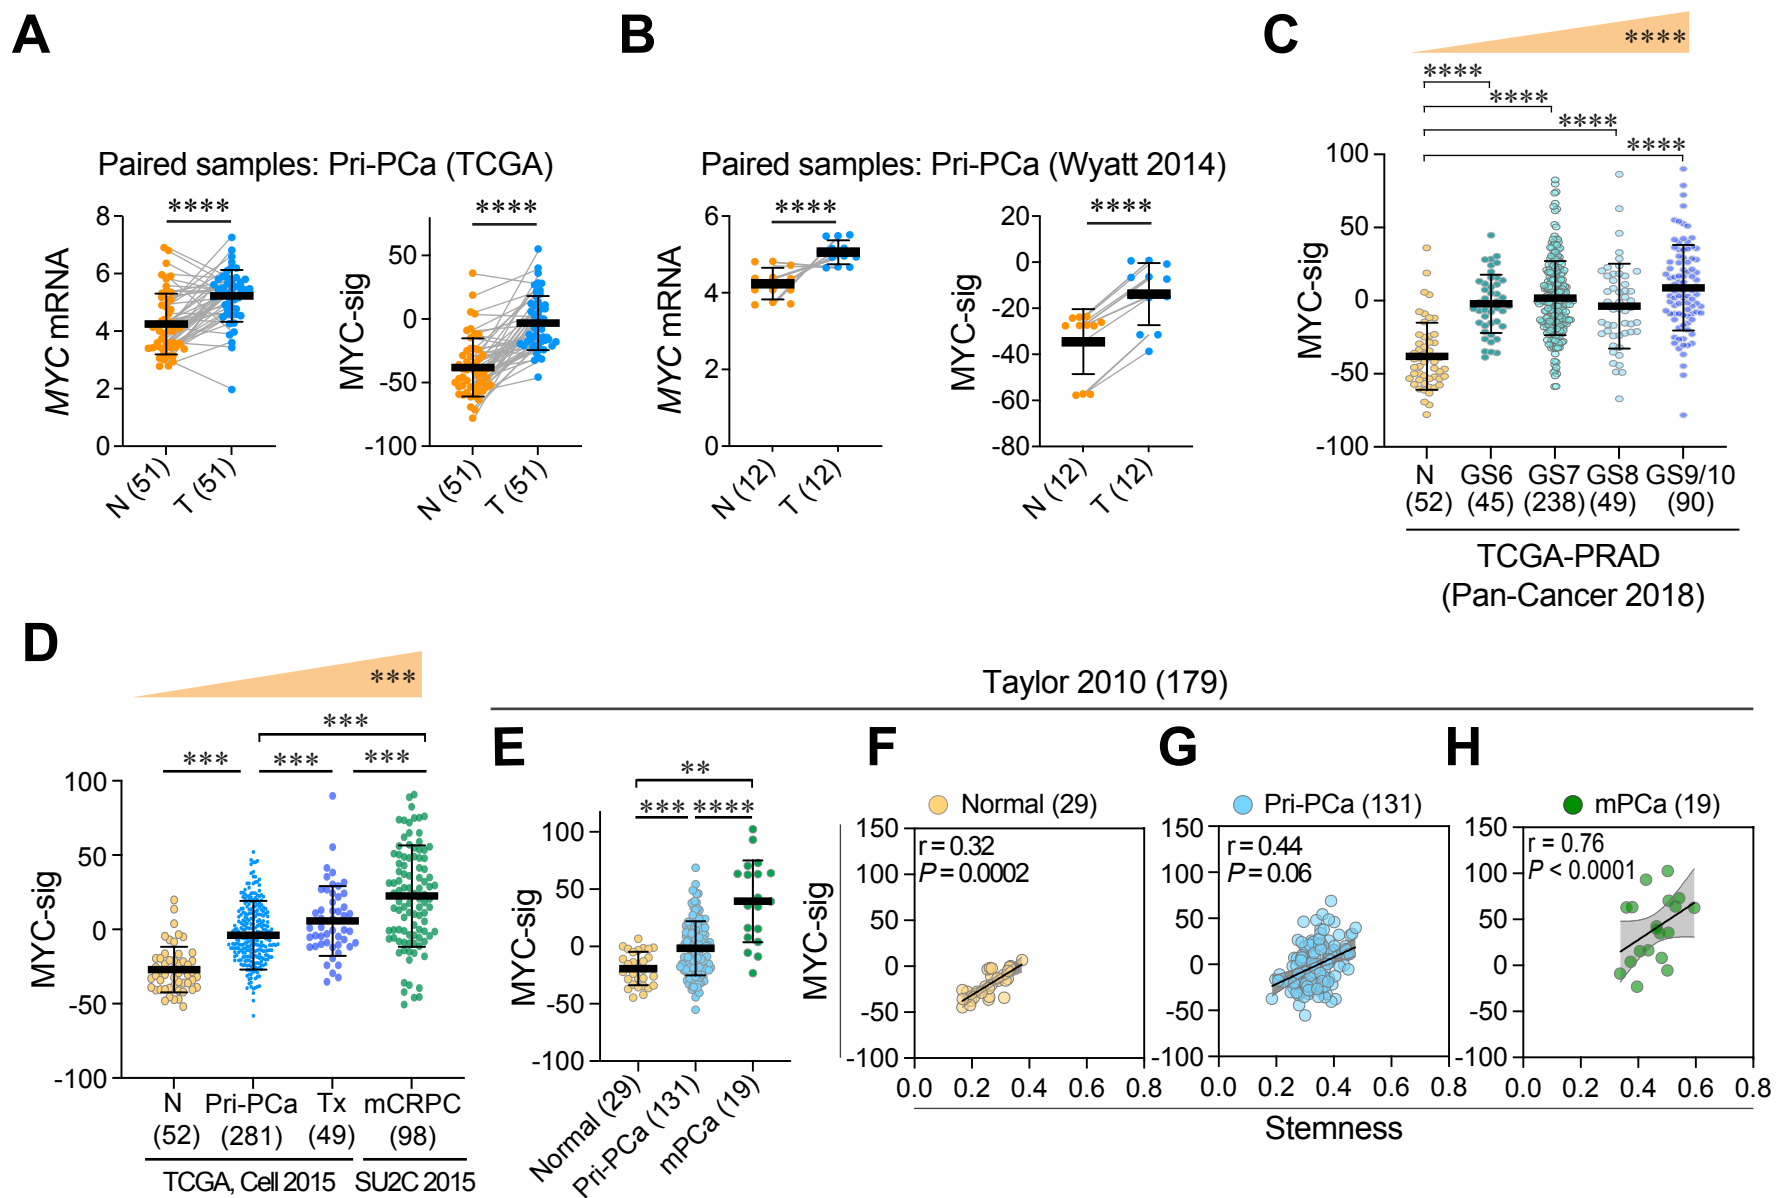 A
Paired samples: Pri-PCa (TCGA)
****
MYC mRNA
8
6
4
2
0
N (51)
T (51)
****
MYC-sig
50
0
-50
-100
N (51)
T (51)
B
Paired samples: Pri-PCa (Wyatt 2014)
****
MYC mRNA
6
4
2
0
N (12)
T (12)
****
MYC-sig
20
0
-20
-40
-60
-80
N (12)
T (12)
C
****
****
****
****
****
MYC-sig
100
50
0
-50
-100
N GS6 GS7 GS8 GS9/10
(52) (45) (238) (49) (90)
TCGA-PRAD
(Pan-Cancer 2018)
D
***
***
*** *** ***
MYC-sig
100
50
0
-50
-100
N Pri-PCa Tx mCRPC
(52) (281) (49) (98)
TCGA, Cell 2015 SU2C 2015
Taylor 2010 (179)
E
**
*** ****
MYC-sig
100
50
0
-50
-100
Normal (29)
Pri-PCa (131)
mPCa (19)
F
Normal (29)
r = 0.32
P = 0.0002
MYC-sig
150
100
50
0
-50
-100
0.0 0.2 0.4 0.6 0.8
G
Pri-PCa (131)
r = 0.44
P = 0.06
150
100
50
0
-50
-100
0.0 0.2 0.4 0.6 0.8
H
mPCa (19)
r = 0.76
P < 0.0001
150
100
50
0
-50
-100
0.0 0.2 0.4 0.6 0.8
Stemness